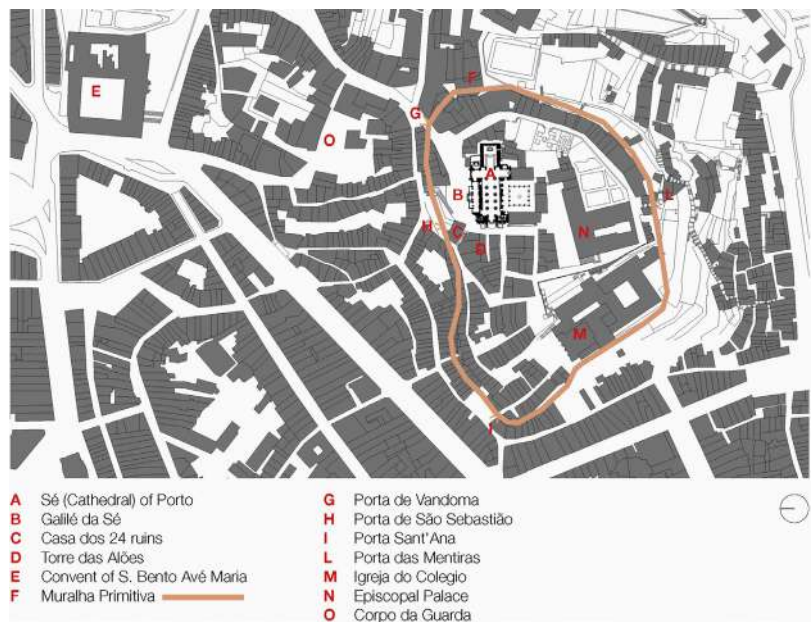 F
E
G
O
A
B
L
H
C
N
D
M
I
A Sé (Cathedral) of Porto
B Galilé da Sé
C Casa dos 24 ruins
D Torre das Alões
E Convent of S. Bento Avé Maria
F Muralha Primitiva
G Porta de Vandoma
H Porta de São Sebastião
I Porta Sant'Ana
L Porta das Mentiras
M Igreja do Colegio
N Episcopal Palace
O Corpo da Guarda